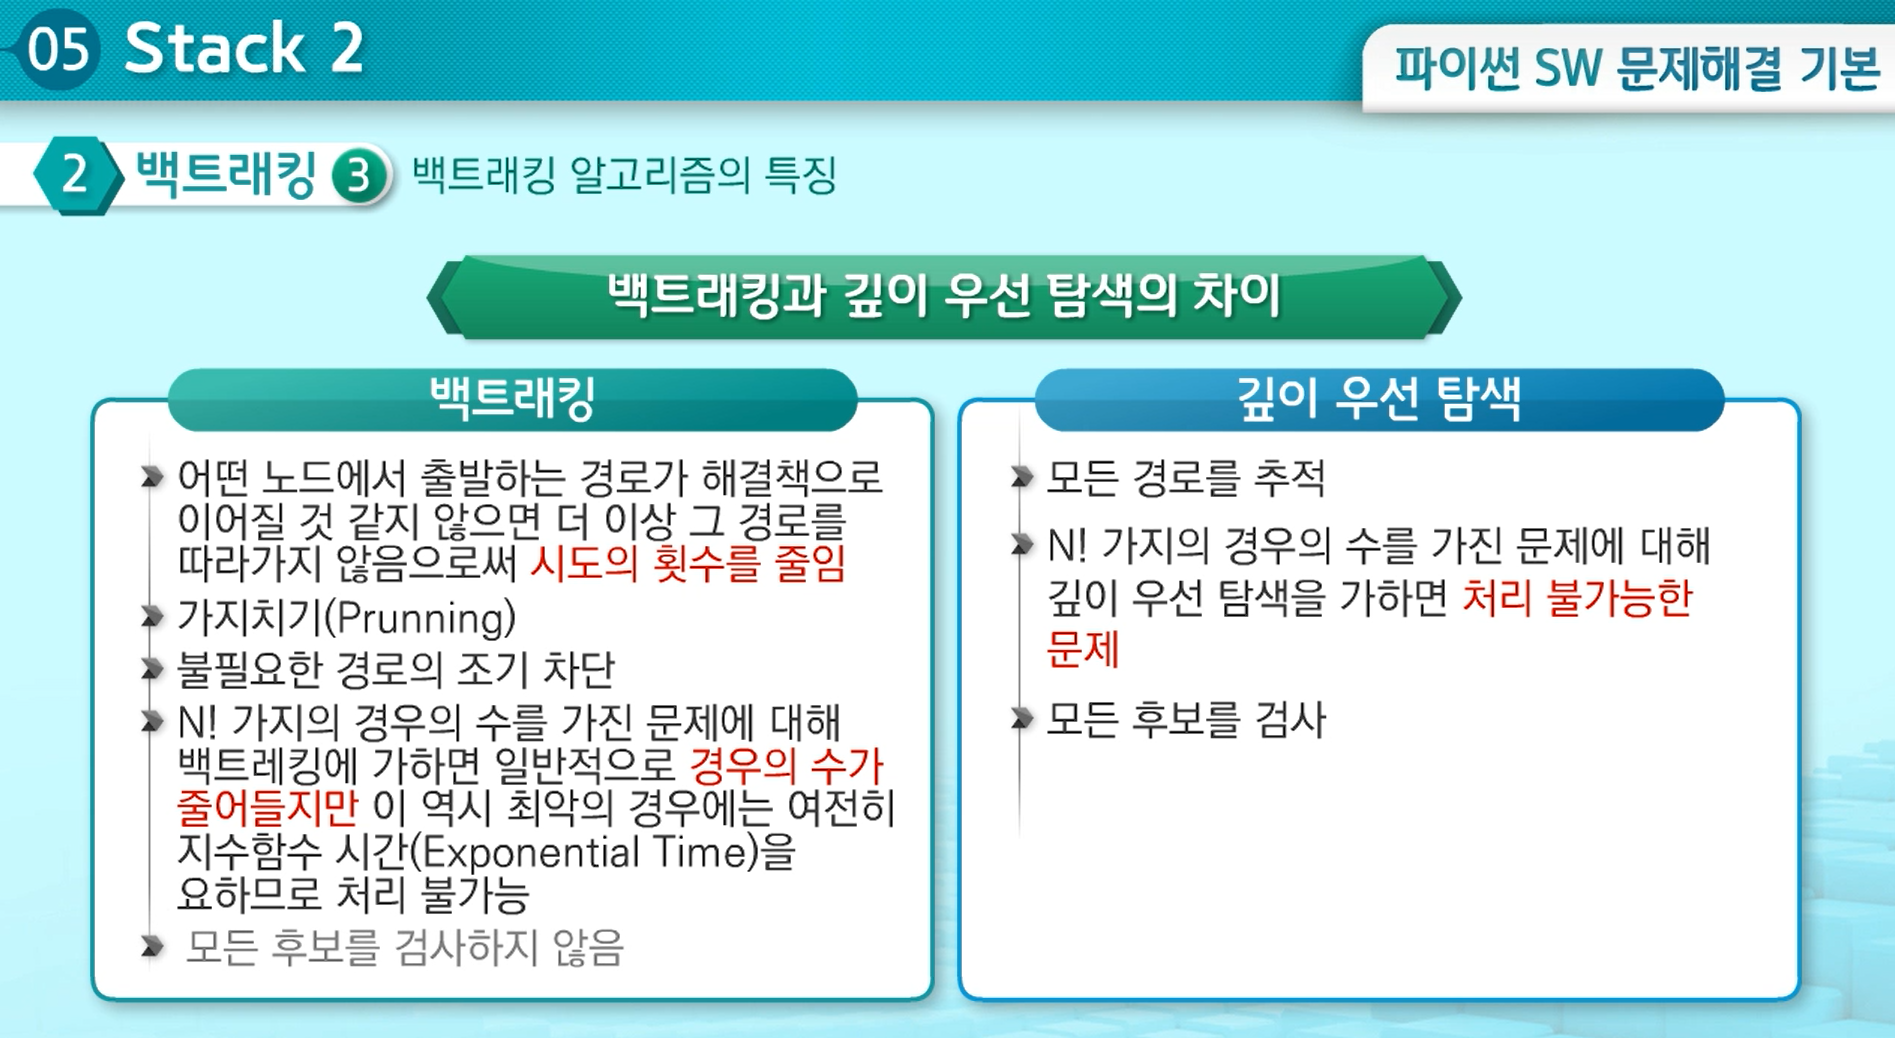 05 Stack 2
파이썬 SW 문제해결 기본
2 백트래킹 3 백트래킹 알고리즘의 특징
백트래킹과 깊이 우선 탐색의 차이
백트래킹
어떤 노드에서 출발하는 경로가 해결책으로
이어질 것 같지 않으면 더 이상 그 경로를
따라가지 않음으로써 시도의 횟수를 줄임
가지치기(Prunning)
불필요한 경로의 조기 차단
N! 가지의 경우의 수를 가진 문제에 대해
백트레킹에 가하면 일반적으로 경우의 수가
줄어들지만 이 역시 최악의 경우에는 여전히
지수함수 시간(Exponential Time)을
요하므로 처리 불가능
모든 후보를 검사하지 않음
깊이 우선 탐색
모든 경로를 추적
N! 가지의 경우의 수를 가진 문제에 대해
깊이 우선 탐색을 가하면 처리 불가능한
문제
모든 후보를 검사